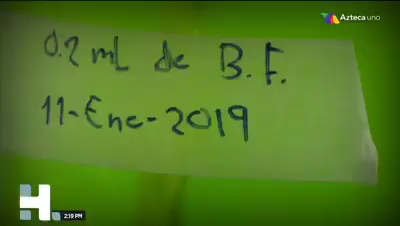 Azteca uno
0.2 mL de B.F.
11-Ene-2019
H
2:19 PM